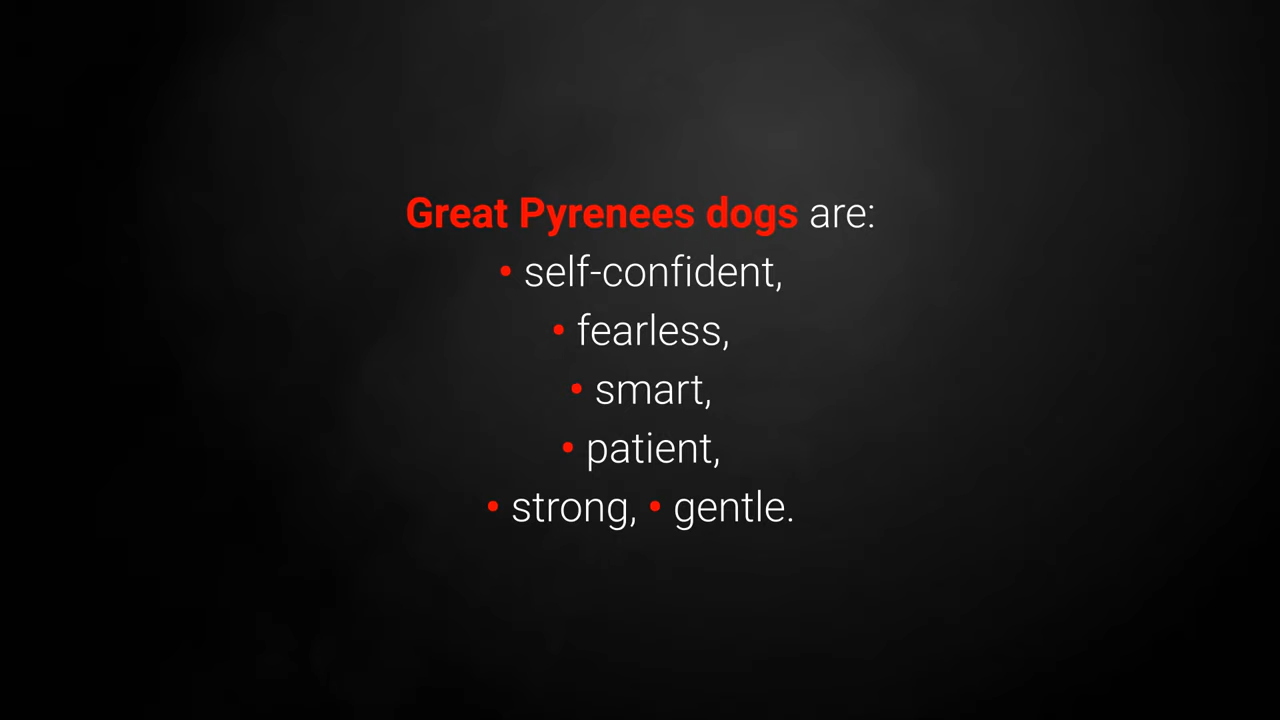 Great Pyrenees dogs are:
• self-confident,
• fearless,
• smart,
• patient,
• strong, • gentle.